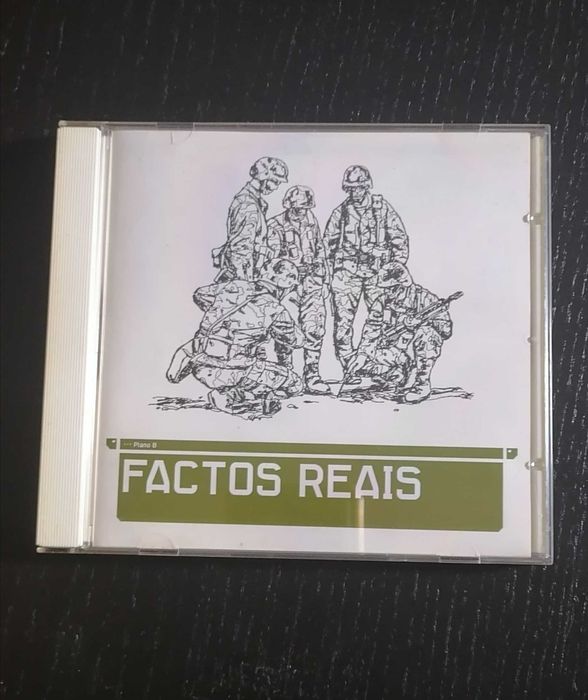 --- Plano B
FACTOS REAIS